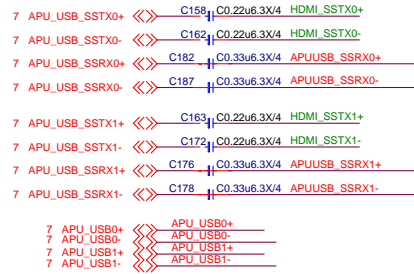 7 APU_USB_SSTX0+ C158 C0.22u6.3X/4 HDMI_SSTX0+
7 APU_USB_SSTX0- C162 C0.22u6.3X/4 HDMI_SSTX0-
7 APU_USB_SSRX0+ C182 C0.33u6.3X/4 APUUSB_SSRX0+
7 APU_USB_SSRX0- C187 C0.33u6.3X/4 APUUSB_SSRX0-
7 APU_USB_SSTX1+ C163 C0.22u6.3X/4 HDMI_SSTX1+
7 APU_USB_SSTX1- C172 C0.22u6.3X/4 HDMI_SSTX1-
7 APU_USB_SSRX1+ C176 C0.33u6.3X/4 APUUSB_SSRX1+
7 APU_USB_SSRX1- C178 C0.33u6.3X/4 APUUSB_SSRX1-
7 APU_USB0+ APU_USB0+
7 APU_USB0- APU_USB0-
7 APU_USB1+ APU_USB1+
7 APU_USB1- APU_USB1-